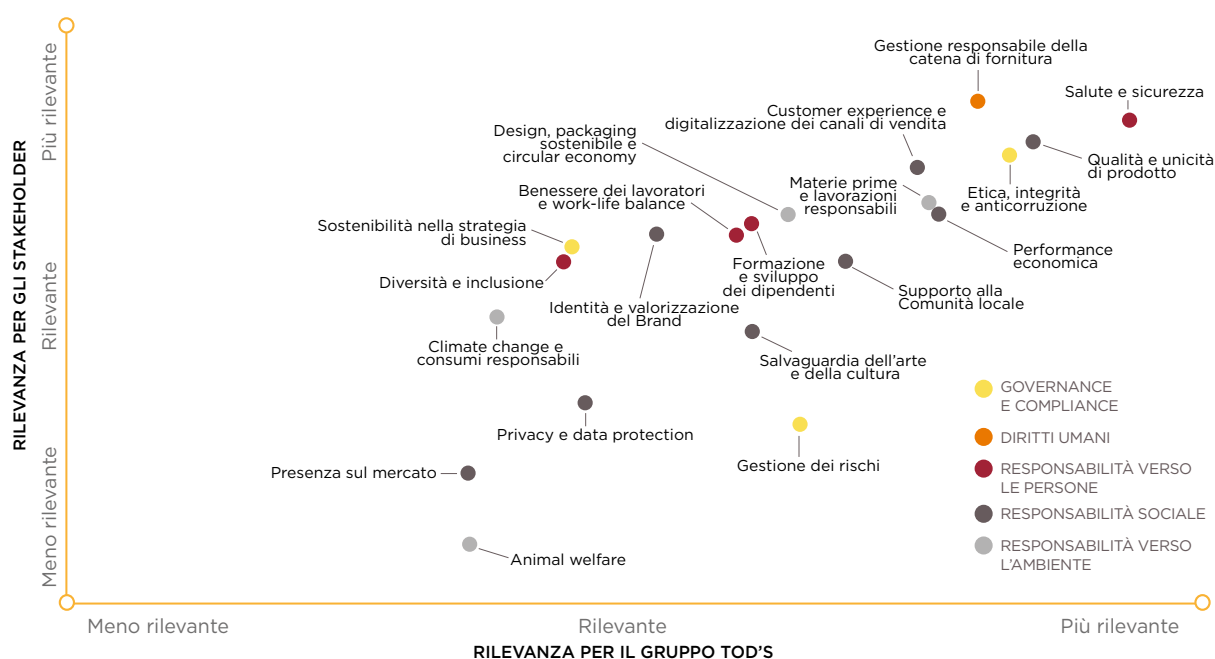 Gestione responsabile della
catena di fornitura
Salute e sicurezza
Customer experience e
digitalizzazione dei canali di vendita
Design, packaging
sostenibile e
circular economy
Qualità e unicità
di prodotto
Materie prime
e lavorazioni
responsabili
Etica, integrità
e anticorruzione
Benessere dei lavoratori
e work-life balance
Sostenibilità nella strategia
di business
Performance
economica
Formazione
e sviluppo
dei dipendenti
Diversità e inclusione
Supporto alla
Comunità locale
Identità e valorizzazione
del Brand
Climate change e
consumi responsabili
Salvaguardia dell'arte
e della cultura
Privacy e data protection
Gestione dei rischi
Presenza sul mercato
Animal welfare
GOVERNANCE
E COMPLIANCE
DIRITTI UMANI
RESPONSABILITÀ VERSO
LE PERSONE
RESPONSABILITÀ SOCIALE
RESPONSABILITÀ VERSO
L'AMBIENTE
RILEVANZA PER GLI STAKEHOLDER
Più rilevante
Rilevante
Meno rilevante
Meno rilevante
Rilevante
Più rilevante
RILEVANZA PER IL GRUPPO TOD'S